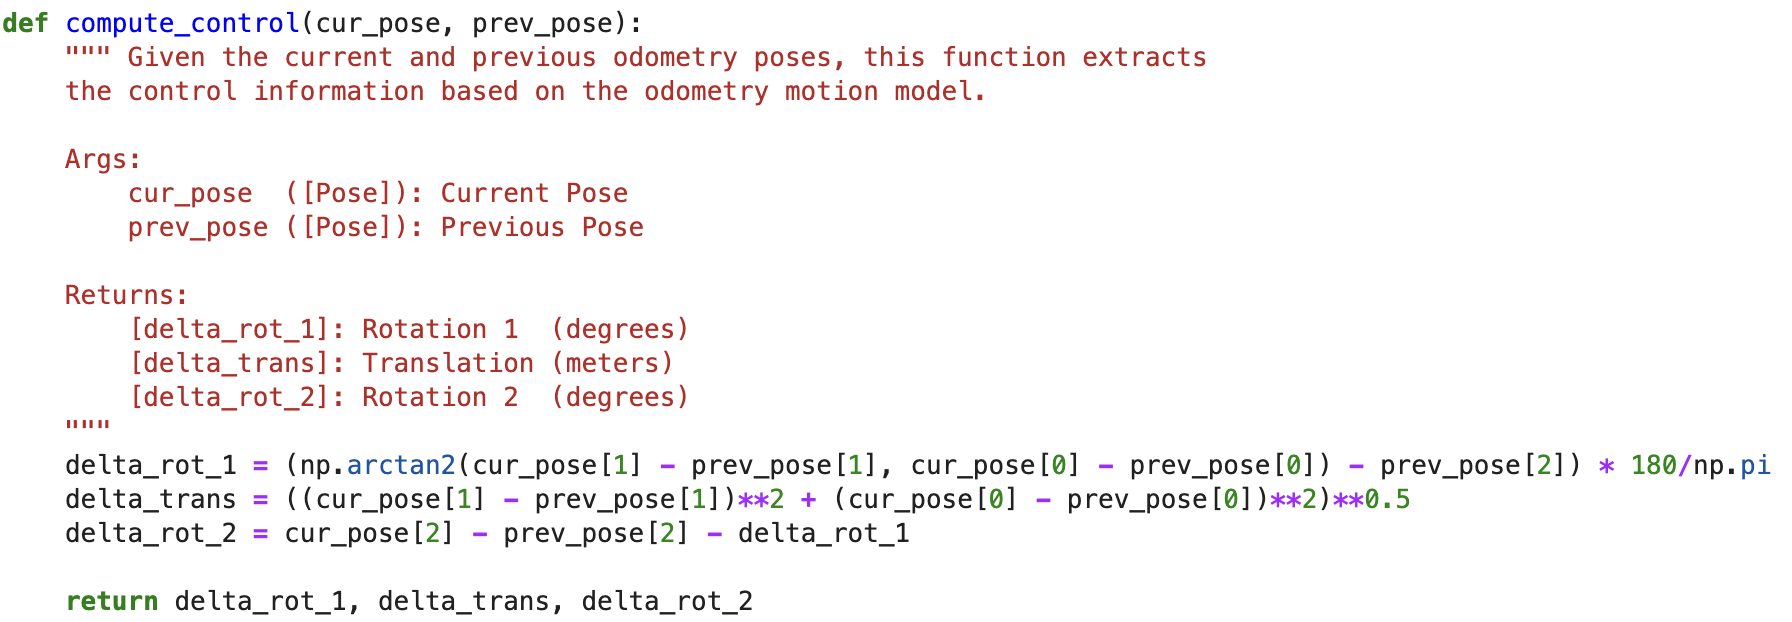 def compute_control(cur_pose, prev_pose):
    """ Given the current and previous odometry poses, this function extracts
    the control information based on the odometry motion model.

    Args:
        cur_pose  ([Pose]): Current Pose
        prev_pose ([Pose]): Previous Pose

    Returns:
        [delta_rot_1]: Rotation 1  (degrees)
        [delta_trans]: Translation (meters)
        [delta_rot_2]: Rotation 2  (degrees)
    """
    delta_rot_1 = (np.arctan2(cur_pose[1] - prev_pose[1], cur_pose[0] - prev_pose[0]) - prev_pose[2]) * 180/np.pi
    delta_trans = ((cur_pose[1] - prev_pose[1])**2 + (cur_pose[0] - prev_pose[0])**2)**0.5
    delta_rot_2 = cur_pose[2] - prev_pose[2] - delta_rot_1

    return delta_rot_1, delta_trans, delta_rot_2